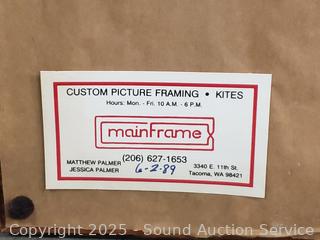 CUSTOM PICTURE FRAMING • KITES
Hours: Mon. - Fri. 10 A.M. - 6 P.M.
mainframe
(206) 627-1653
MATTHEW PALMER
JESSICA PALMER
6-2-89
3340 E. 11th St.
Tacoma, WA 98421
Copyright 2025 - Sound Auction Service